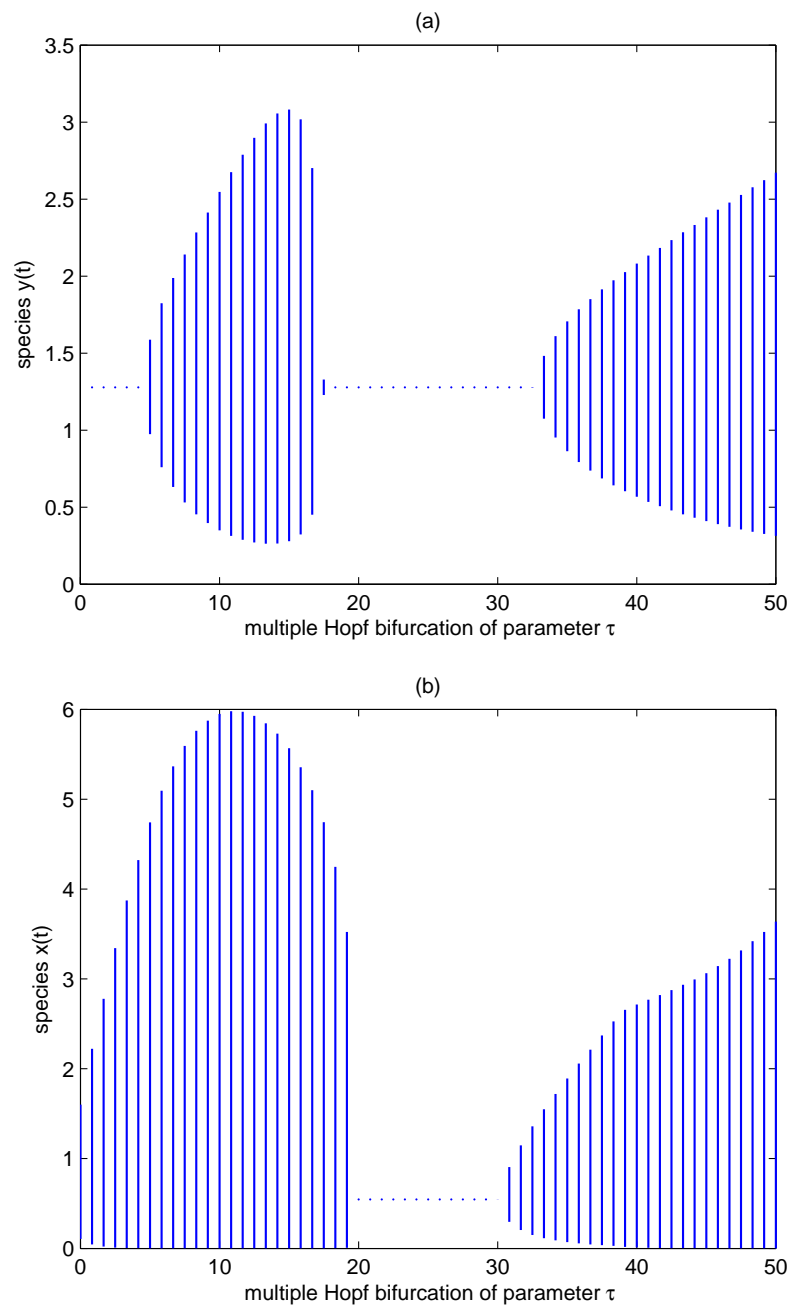 (a)
3.5
3
2.5
2
1.5
1
0.5
0
species y(t)
0 10 20 30 40 50
multiple Hopf bifurcation of parameter τ
(b)
6
5
4
3
2
1
0
species x(t)
0 10 20 30 40 50
multiple Hopf bifurcation of parameter τ